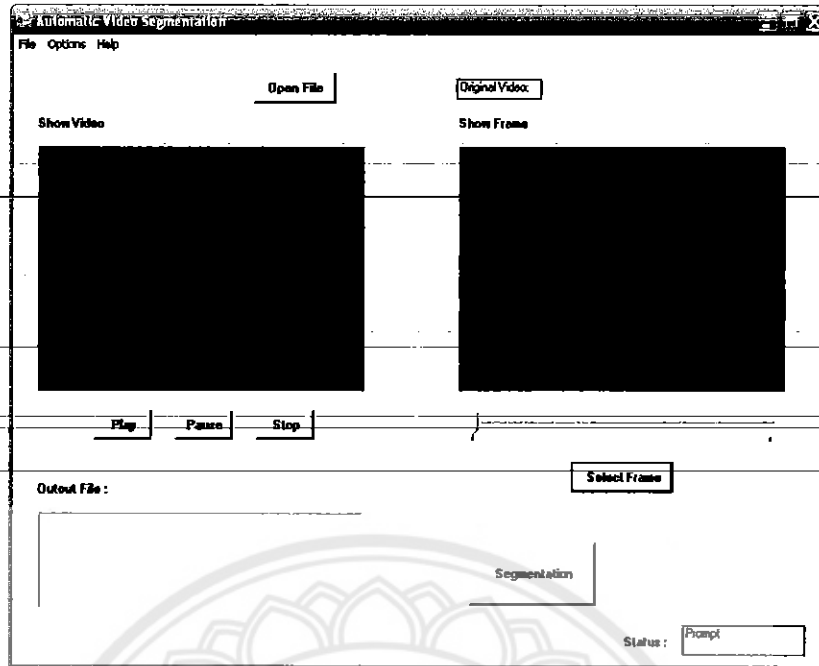 Automatic Video Segmentation
File Options Help
Open File
Original Video:
Show Video
Show Frame
Play Pause Stop
Select Frame
Outout File :
Segmentation
Status :
Prompt